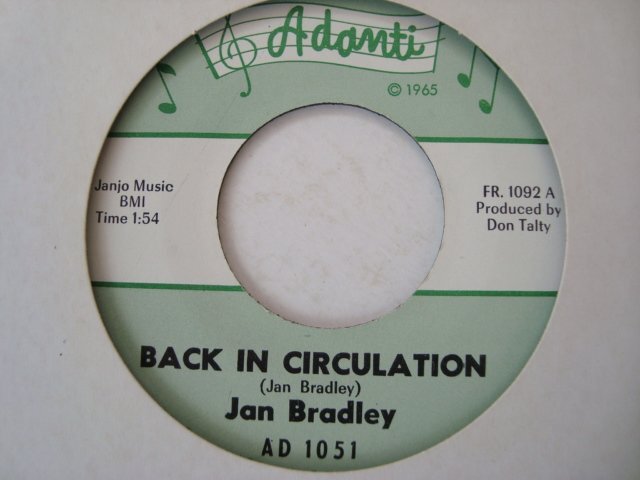 Adanti
© 1965
Janjo Music
BMI
Time 1:54
FR. 1092 A
Produced by
Don Talty
BACK IN CIRCULATION
(Jan Bradley)
Jan Bradley
AD 1051